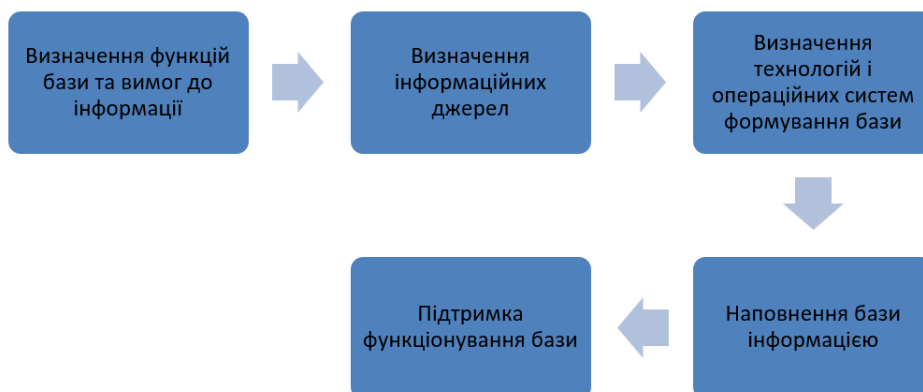 Визначення функцій
бази та вимог до
інформації
Визначення
інформаційних
джерел
Визначення
технологій і
операційних систем
формування бази
Наповнення бази
інформацією
Підтримка
функціонування бази